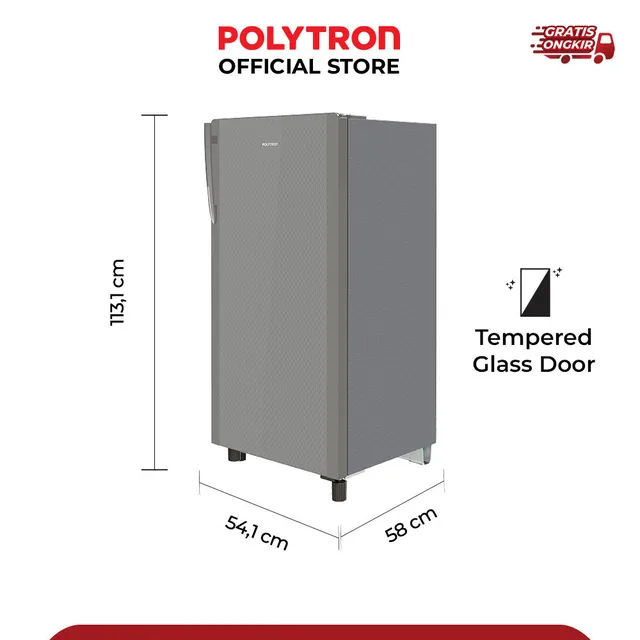 POLYTRON
OFFICIAL STORE
GRATIS
ONGKIR
POLYTRON
113,1 cm
Tempered
Glass Door
54,1 cm
58 cm